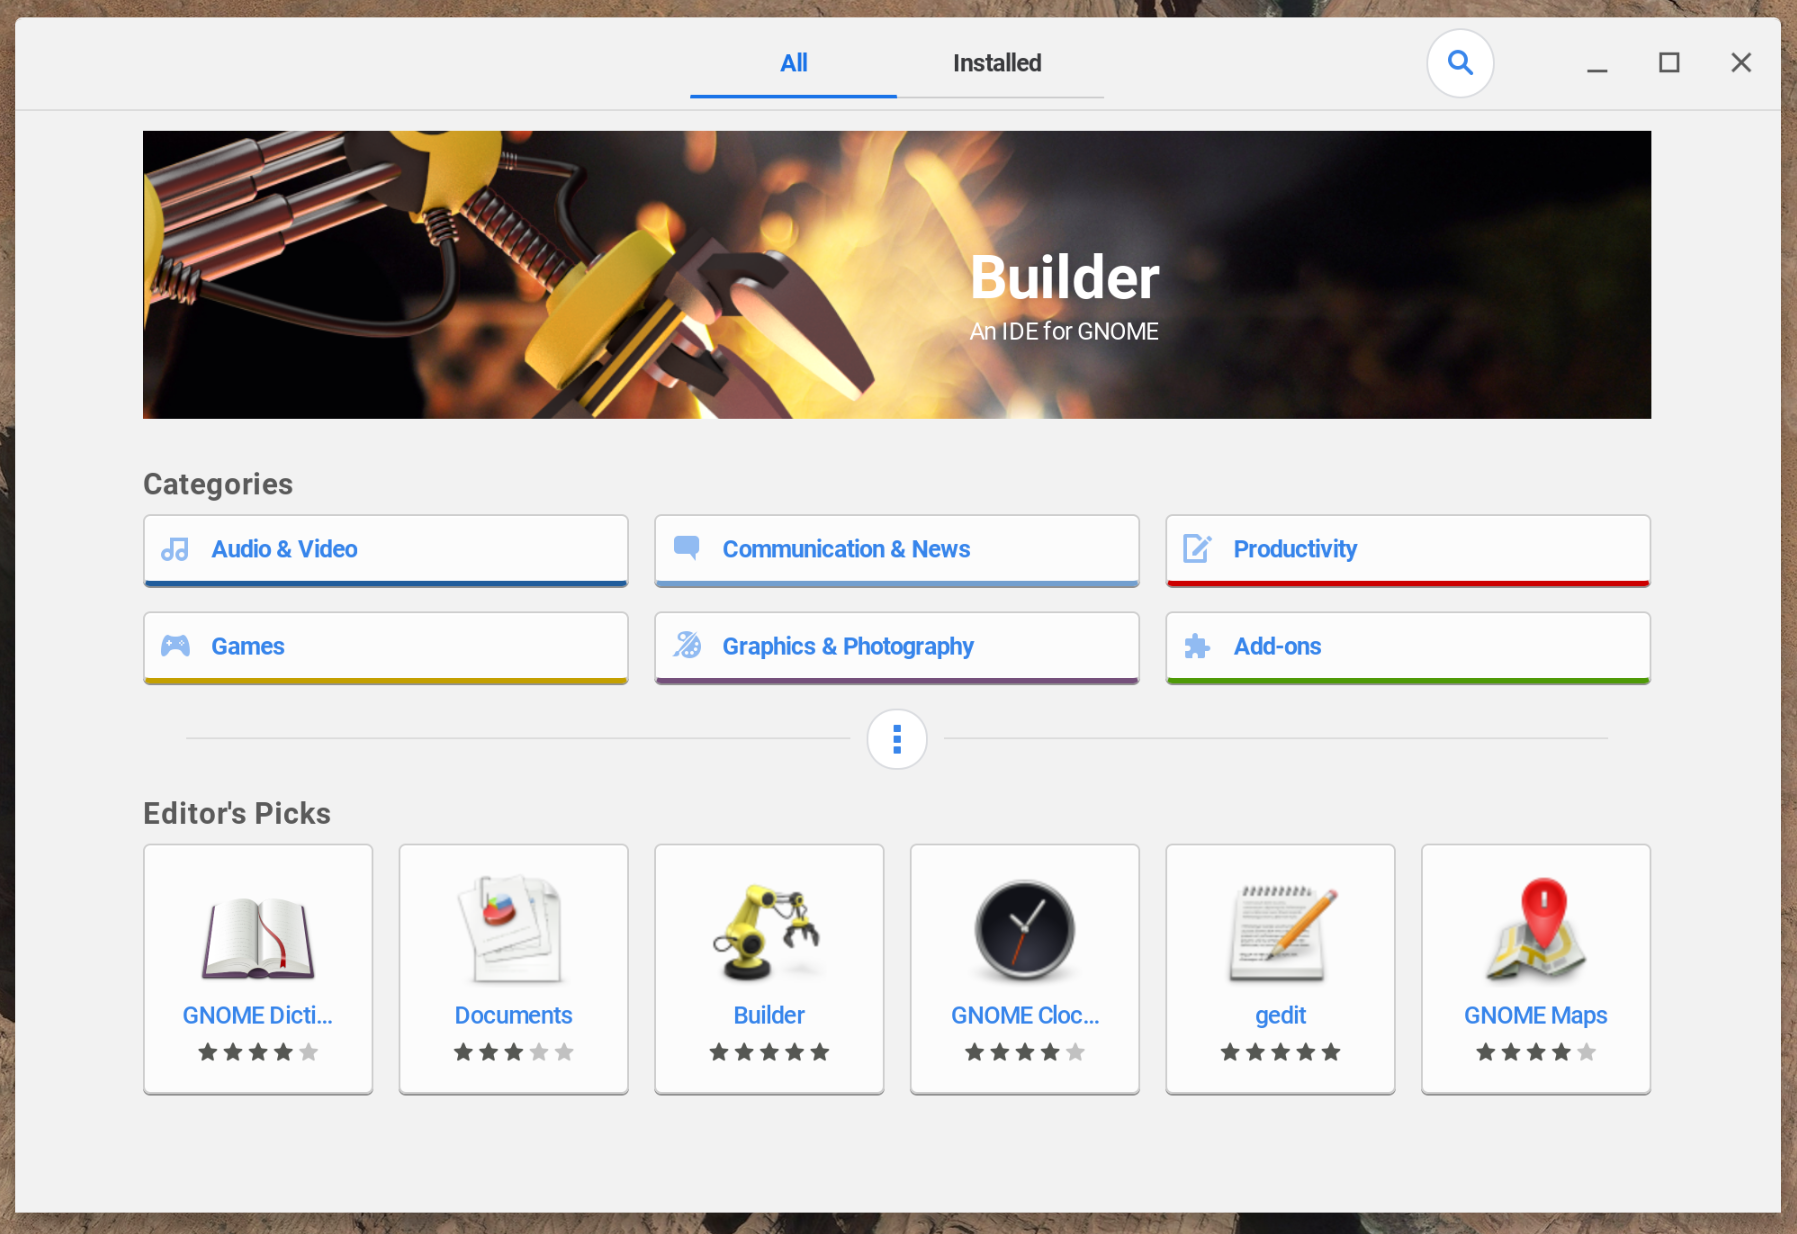 All
Installed
Builder
An IDE for GNOME
Categories
Audio & Video
Communication & News
Productivity
Games
Graphics & Photography
Add-ons
Editor's Picks
GNOME Dicti...
Documents
Builder
GNOME Cloc...
gedit
GNOME Maps